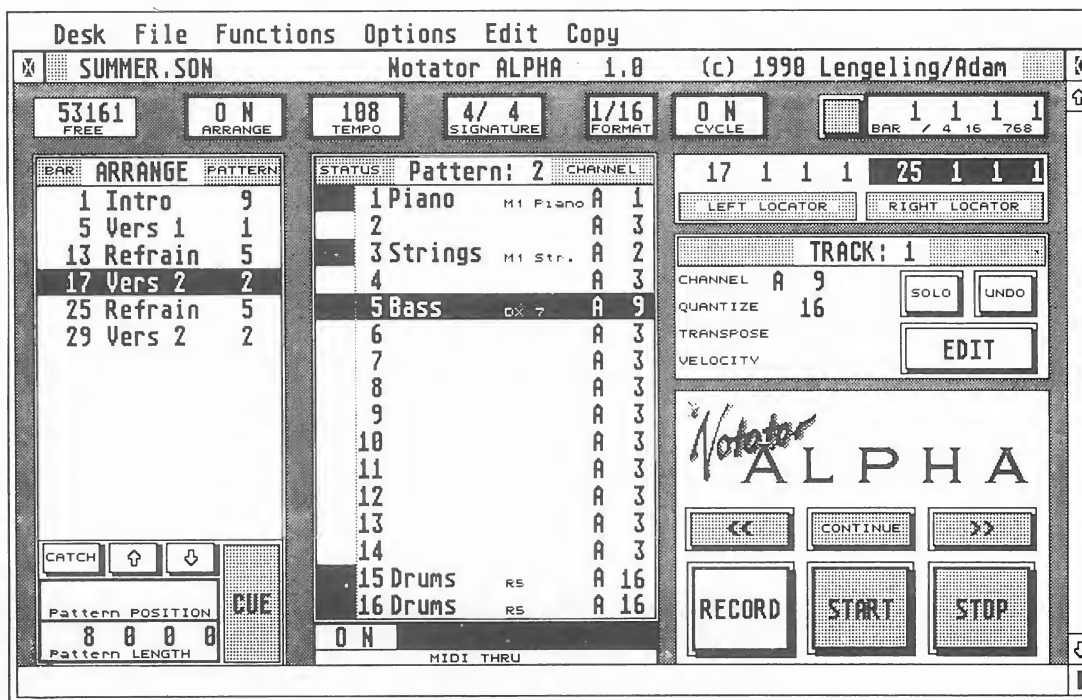 Desk File Functions Options Edit Copy
SUMMER.SON Notator ALPHA 1.0 (c) 1990 Lengeling/Adam
53161 ON 108 4/ 4 1/16 ON 1 1 1 1
FREE ARRANGE TEMPO SIGNATURE FORMAT CYCLE BAR / 4 16 768
BAR ARRANGE PATTERN
1 Intro 9
5 Vers 1 1
13 Refrain 5
17 Vers 2 2
25 Refrain 5
29 Vers 2 2
CATCH
Pattern POSITION
8 0 0 0
Pattern LENGTH
CUE
STATUS Pattern: 2 CHANNEL
1 Piano M1 Piano A 1
2 A 3
3 Strings M1 Str. A 2
4 A 3
5 Bass DX 7 A 9
6 A 3
7 A 3
8 A 3
9 A 3
10 A 3
11 A 3
12 A 3
13 A 3
14 A 3
15 Drums R5 A 16
16 Drums R5 A 16
ON
MIDI THRU
17 1 1 1 25 1 1 1
LEFT LOCATOR RIGHT LOCATOR
TRACK: 1
CHANNEL A 9
QUANTIZE 16
TRANSPOSE
VELOCITY
SOLO UNDO
EDIT
Notator
ALPHA
<< CONTINUE >>
RECORD START STOP